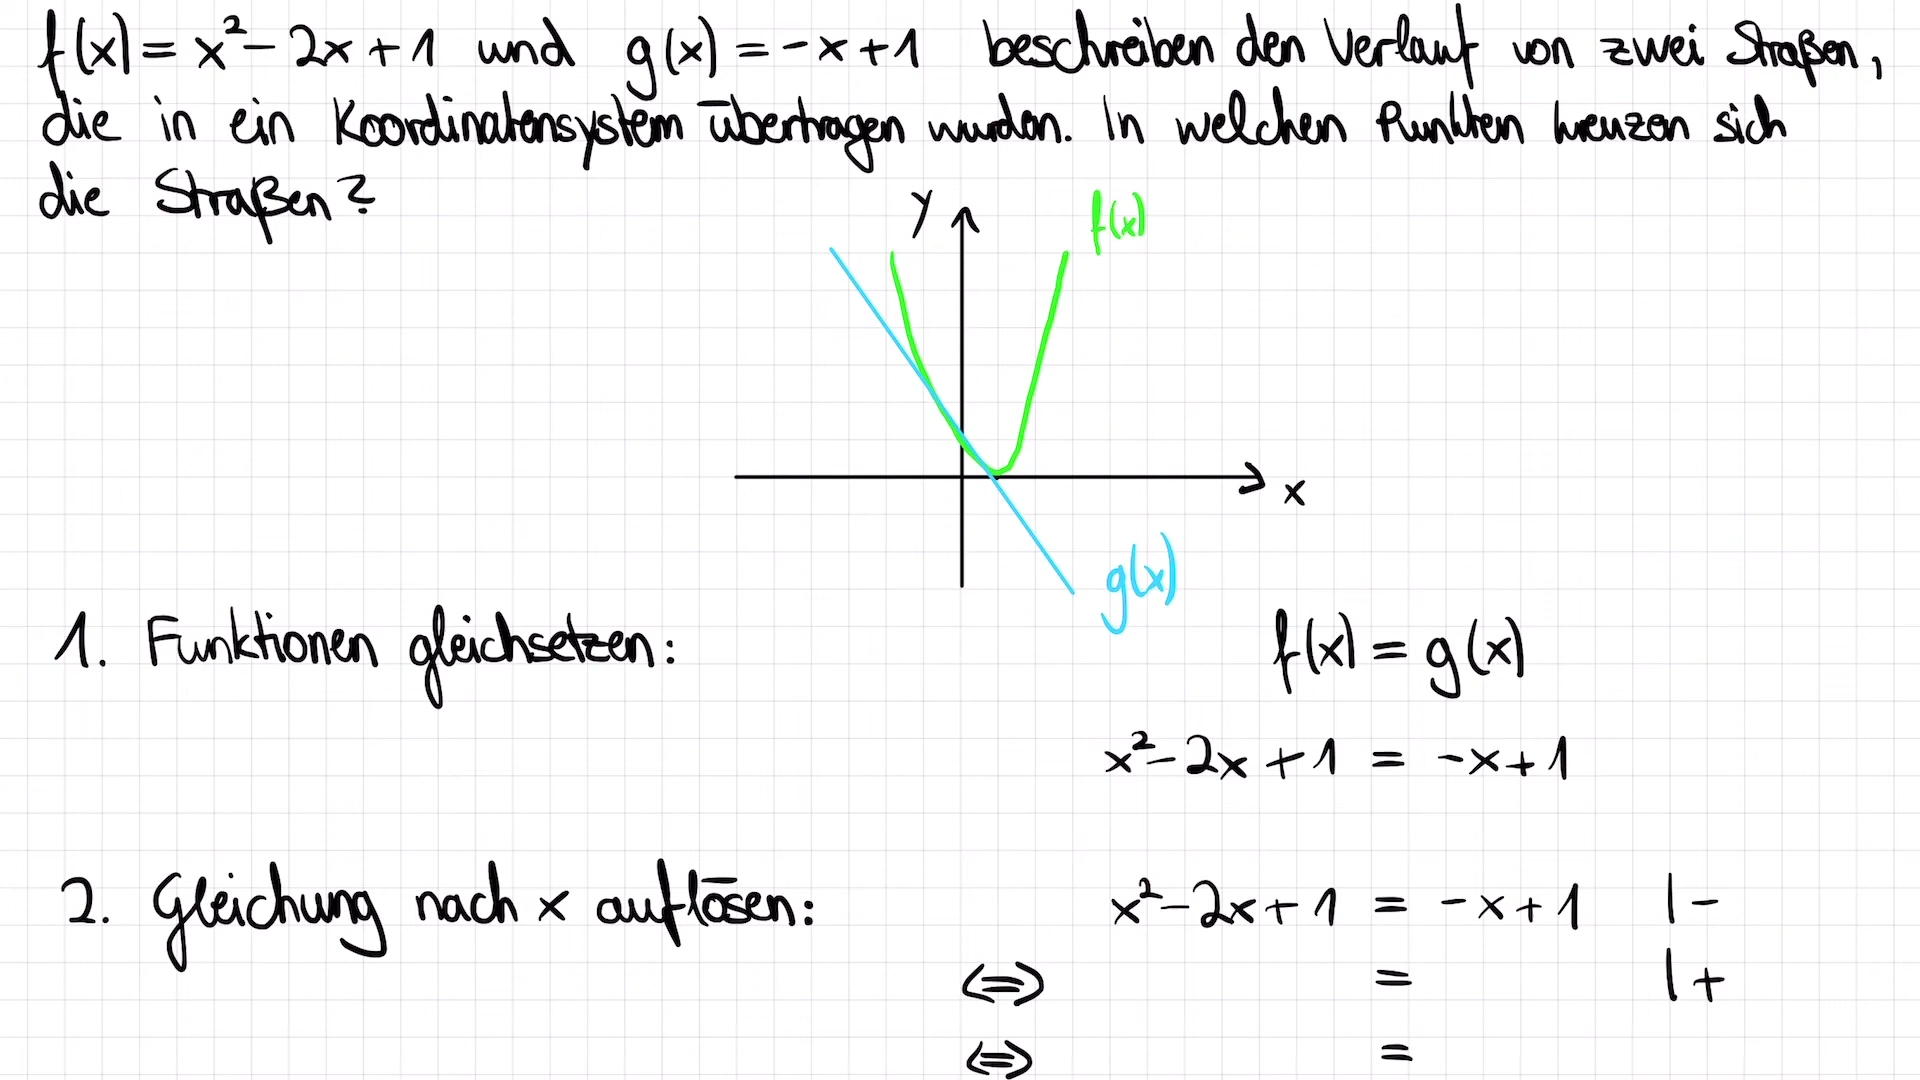 f(x) = x² - 2x + 1 und g(x) = -x + 1 beschreiben den Verlauf von zwei Straßen,
die in ein Koordinatensystem übertragen wurden. In welchen Punkten kreuzen sich
die Straßen?
y
f(x)
x
g(x)
1. Funktionen gleichsetzen: f(x) = g(x)
x² - 2x + 1 = -x + 1
2. Gleichung nach x auflösen: x² - 2x + 1 = -x + 1 | -
⇔ = | +
⇔ =